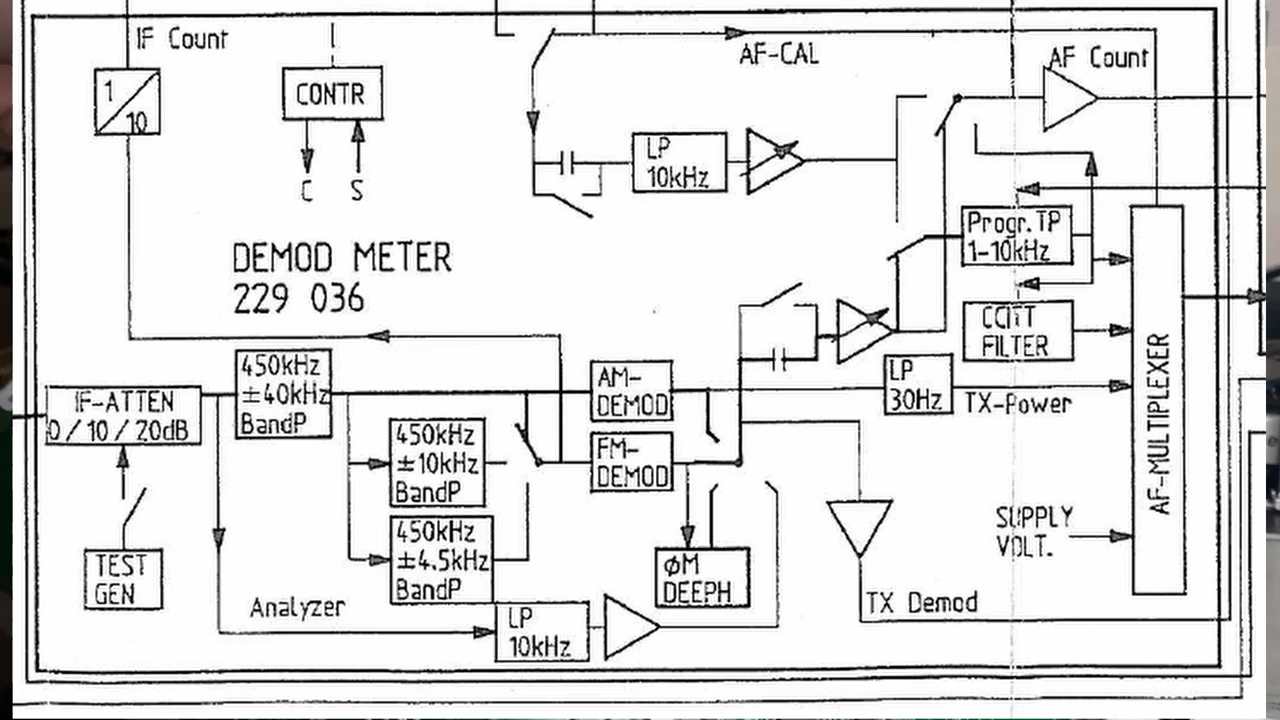 IF Count
1
10
CONTR
C
S
AF-CAL
AF Count
LP
10kHz
Progr.TP
1-10kHz
DEMOD METER
229 036
CCITT
FILTER
450kHz
±40kHz
BandP
IF-ATTEN
0/10/20dB
AM-
DEMOD
LP
30Hz
TX-Power
450kHz
±10kHz
BandP
FM-
DEMOD
AF-MULTIPLEXER
450kHz
±4.5kHz
BandP
SUPPLY
VOLT.
TEST
GEN
ØM
DEEPH
Analyzer
LP
10kHz
TX Demod